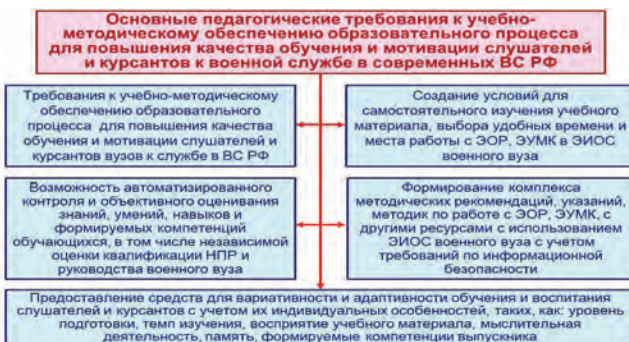 Основные педагогические требования к учебно-
методическому обеспечению образовательного процесса
для повышения качества обучения и мотивации слушателей
и курсантов к военной службе в современных ВС РФ
Требования к учебно-методическому
обеспечению образовательного
процесса для повышения качества
обучения и мотивации слушателей и
курсантов вузов к службе в ВС РФ
Создание условий для
самостоятельного изучения учебного
материала, выбора удобных времени и
места работы с ЭОР, ЭУМК в ЭИОС
военного вуза
Возможность автоматизированного
контроля и объективного оценивания
знаний, умений, навыков и
формируемых компетенций
обучающихся, в том числе независимой
оценки квалификации НПР и
руководства военного вуза
Формирование комплекса
методических рекомендаций, указаний,
методик по работе с ЭОР, ЭУМК, с
другими ресурсами с использованием
ЭИОС военного вуза с учетом
требований по информационной
безопасности
Предоставление средств для вариативности и адаптивности обучения и воспитания
слушателей и курсантов с учетом их индивидуальных особенностей, таких, как: уровень
подготовки, темп изучения, восприятие учебного материала, мыслительная
деятельность, память, формируемые компетенции выпускника